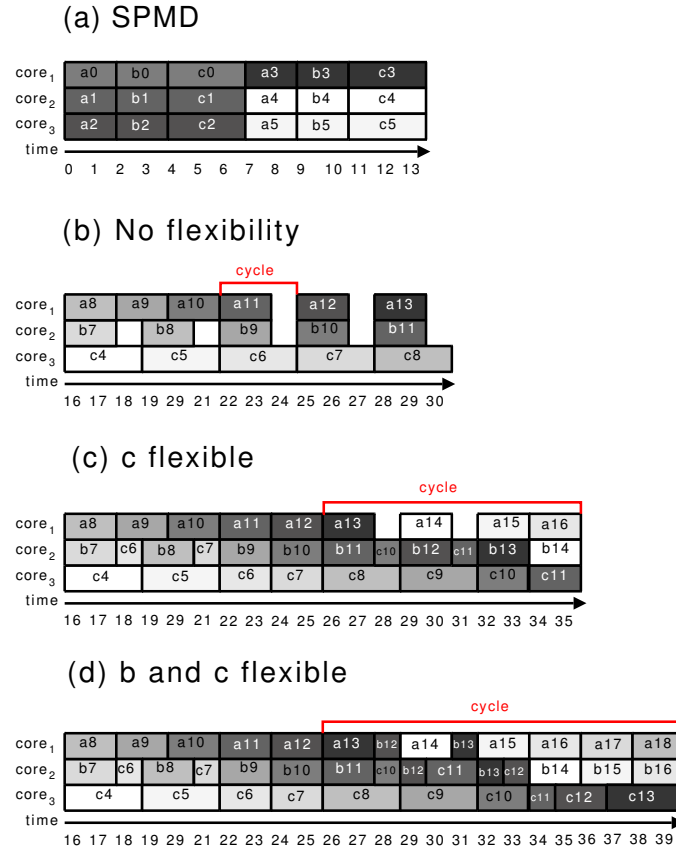 (a) SPMD
core1 a0 b0 c0 a3 b3 c3
core2 a1 b1 c1 a4 b4 c4
core3 a2 b2 c2 a5 b5 c5
time
0 1 2 3 4 5 6 7 8 9 10 11 12 13
(b) No flexibility
cycle
core1 a8 a9 a10 a11 a12 a13
core2 b7 b8 b9 b10 b11
core3 c4 c5 c6 c7 c8
time
16 17 18 19 29 21 22 23 24 25 26 27 28 29 30
(c) c flexible
cycle
core1 a8 a9 a10 a11 a12 a13 a14 a15 a16
core2 b7 c6 b8 c7 b9 b10 b11 c10 b12 c11 b13 b14
core3 c4 c5 c6 c7 c8 c9 c10 c11
time
16 17 18 19 29 21 22 23 24 25 26 27 28 29 30 31 32 33 34 35
(d) b and c flexible
cycle
core1 a8 a9 a10 a11 a12 a13 b12 a14 b13 a15 a16 a17 a18
core2 b7 c6 b8 c7 b9 b10 b11 c10 b12 c11 b13 c12 b14 b15 b16
core3 c4 c5 c6 c7 c8 c9 c10 c11 c12 c13
time
16 17 18 19 29 21 22 23 24 25 26 27 28 29 30 31 32 33 34 35 36 37 38 39